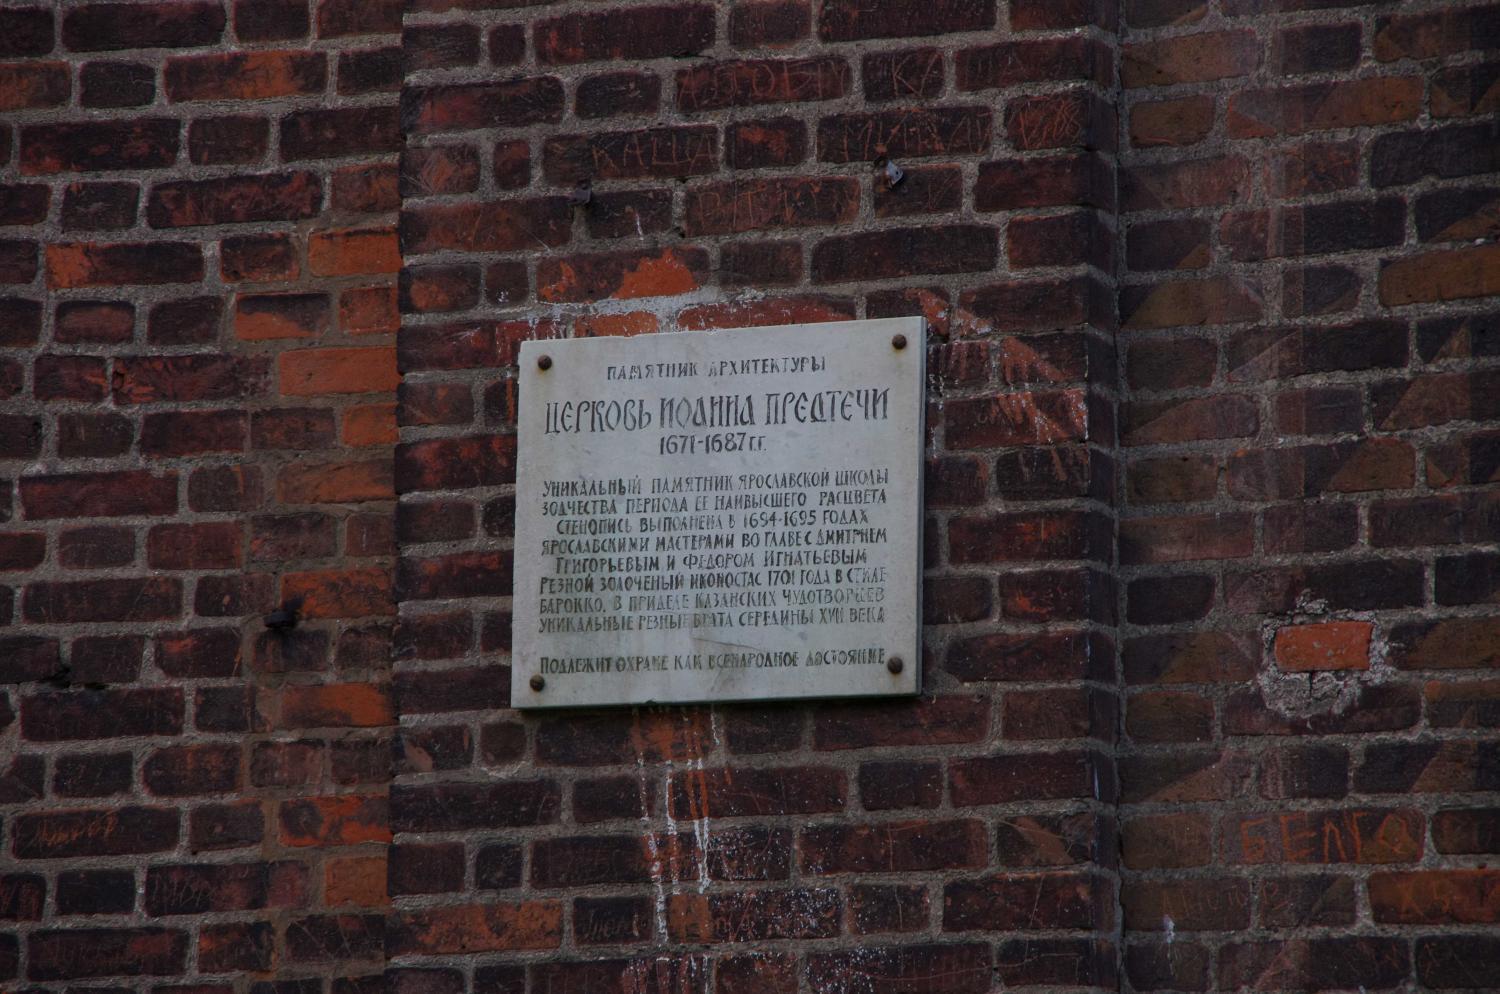 ПАМЯТНИК АРХИТЕКТУРЫ
ЦЕРКОВЬ ИОАННА ПРЕДТЕЧИ
1671-1687 г.г.
УНИКАЛЬНЫЙ ПАМЯТНИК ЯРОСЛАВСКОЙ ШКОЛЫ
ЗОДЧЕСТВА ПЕРИОДА ЕЕ НАИВЫСШЕГО РАСЦВЕТА
СТЕНОПИСЬ ВЫПОЛНЕНА В 1694-1695 ГОДАХ
ЯРОСЛАВСКИМИ МАСТЕРАМИ ВО ГЛАВЕ С ДМИТРИЕМ
ГРИГОРЬЕВЫМ И ФЕДОРОМ ИГНАТЬЕВЫМ.
РЕЗНОЙ ЗОЛОЧЕНЫЙ ИКОНОСТАС 1701 ГОДА В СТИЛЕ
БАРОККО. В ПРИДЕЛЕ КАЗАНСКИХ ЧУДОТВОРЦЕВ
УНИКАЛЬНЫЕ РЕЗНЫЕ ВРАТА СЕРЕДИНЫ XVII ВЕКА
ПОДЛЕЖИТ ОХРАНЕ КАК ВСЕНАРОДНОЕ ДОСТОЯНИЕ